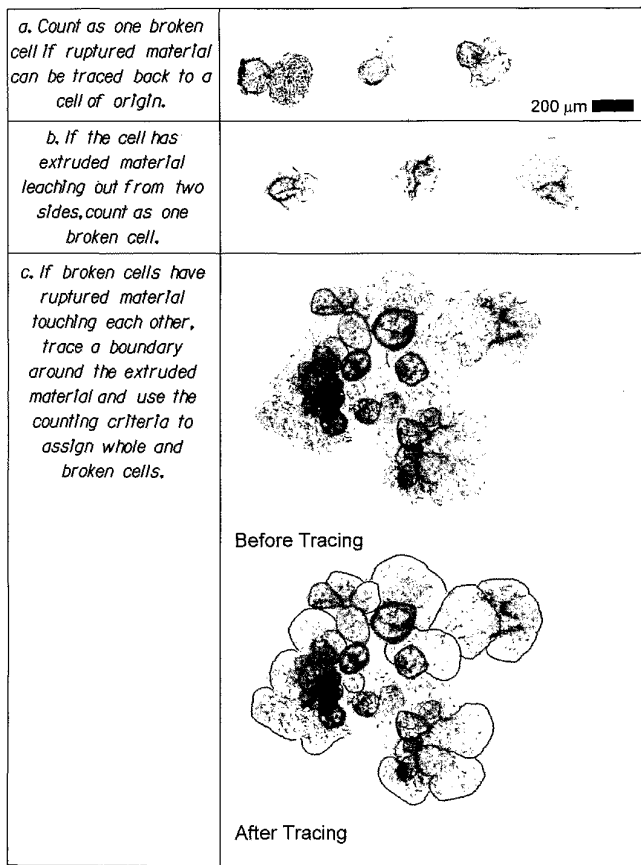 a. Count as one broken
cell if ruptured material
can be traced back to a
cell of origin.
200 μm
b. If the cell has
extruded material
leaching out from two
sides, count as one
broken cell.
c. If broken cells have
ruptured material
touching each other,
trace a boundary
around the extruded
material and use the
counting criteria to
assign whole and
broken cells.
Before Tracing
After Tracing